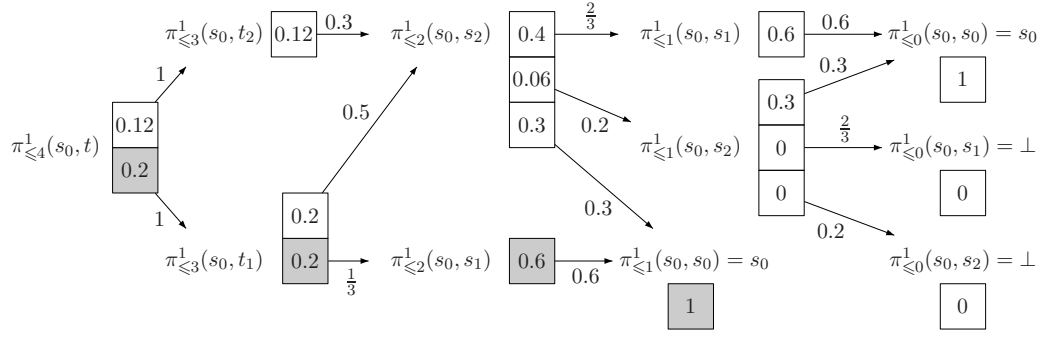 π¹⩽3(s₀, t₂) 0.12 0.3 π¹⩽2(s₀, s₂) 0.4 2/3 π¹⩽1(s₀, s₁) 0.6 0.6 π¹⩽0(s₀, s₀) = s₀
1 0.06 0.3 1
0.5 0.3
π¹⩽4(s₀, t) 0.12 0.3 0.2 π¹⩽1(s₀, s₂) 0 2/3 π¹⩽0(s₀, s₁) = ⊥
0.2 0 0
1 0.2 0.3 0.2
π¹⩽3(s₀, t₁) 0.2 1/3 π¹⩽2(s₀, s₁) 0.6 0.6 π¹⩽1(s₀, s₀) = s₀ π¹⩽0(s₀, s₂) = ⊥
1 0